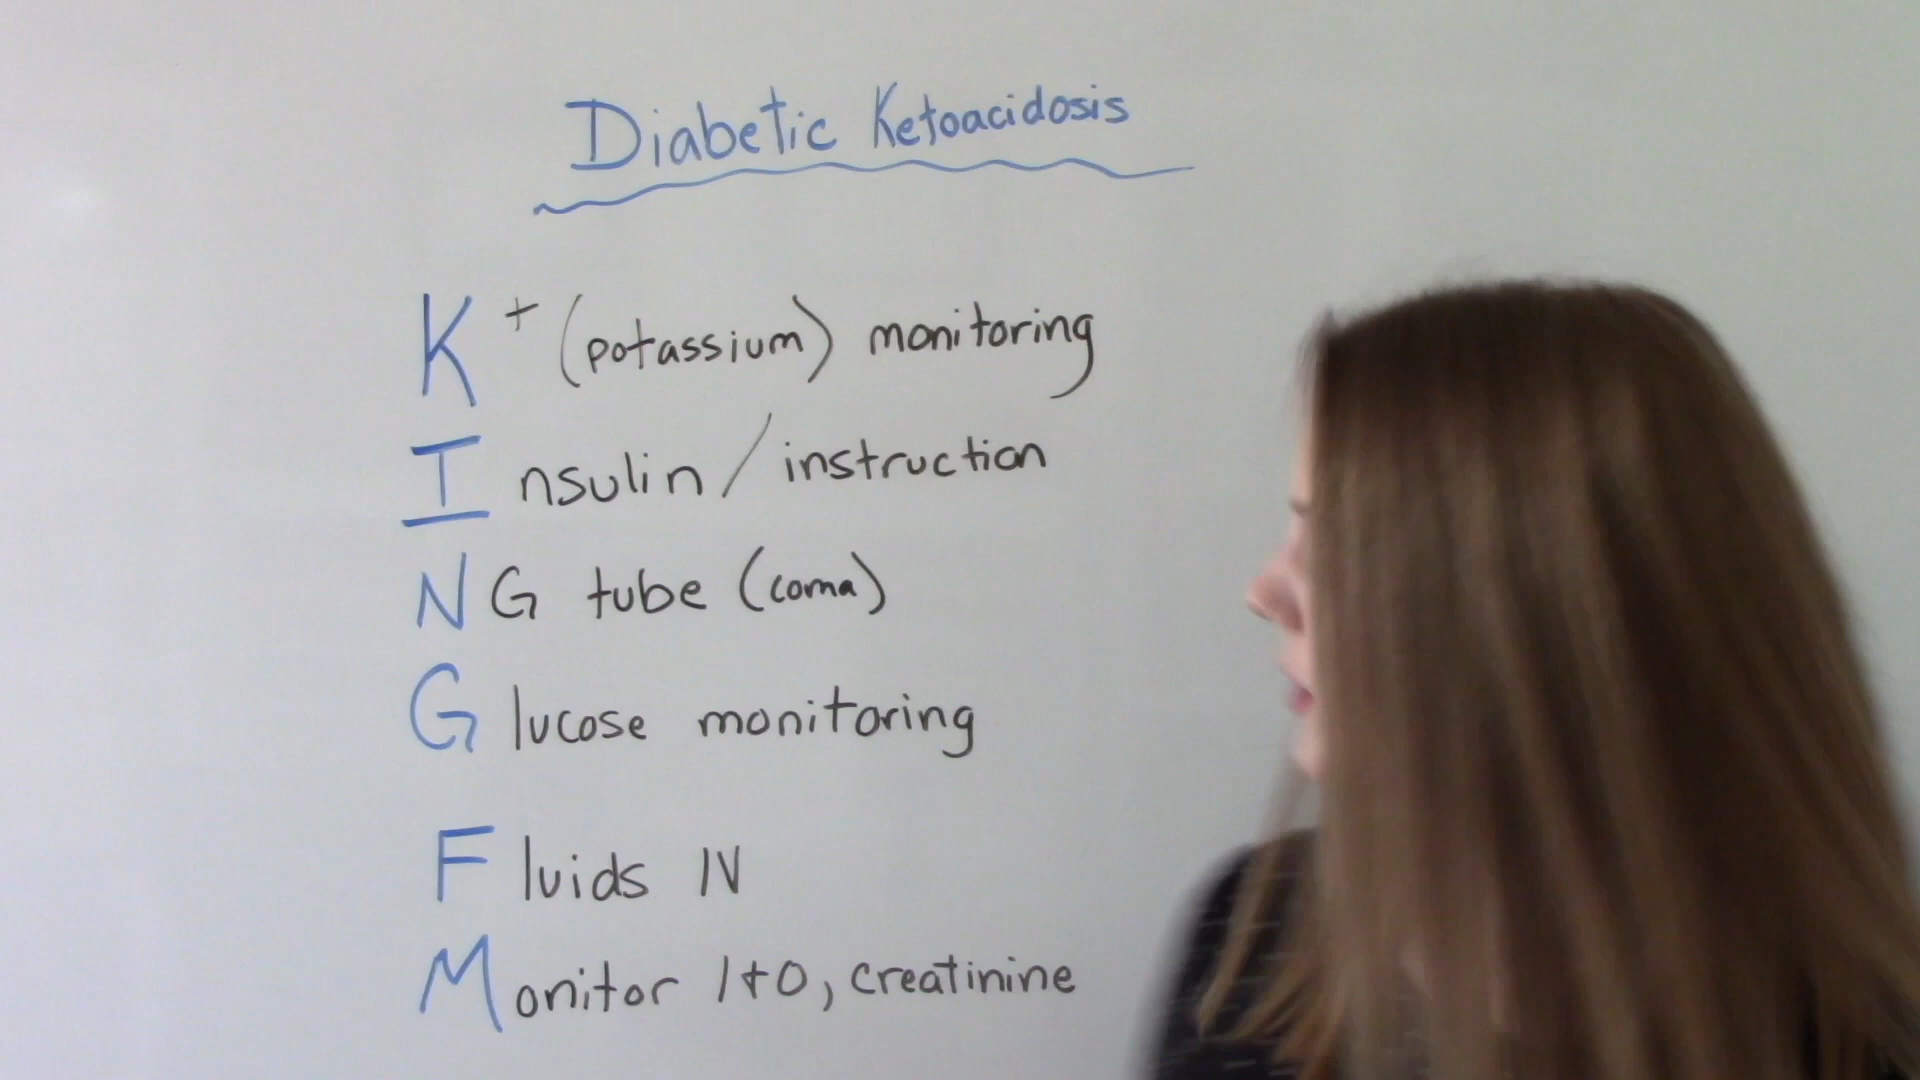 Diabetic Ketoacidosis
K+ (potassium) monitoring
Insulin / instruction
NG tube (coma)
Glucose monitoring
Fluids IV
Monitor I+O, creatinine